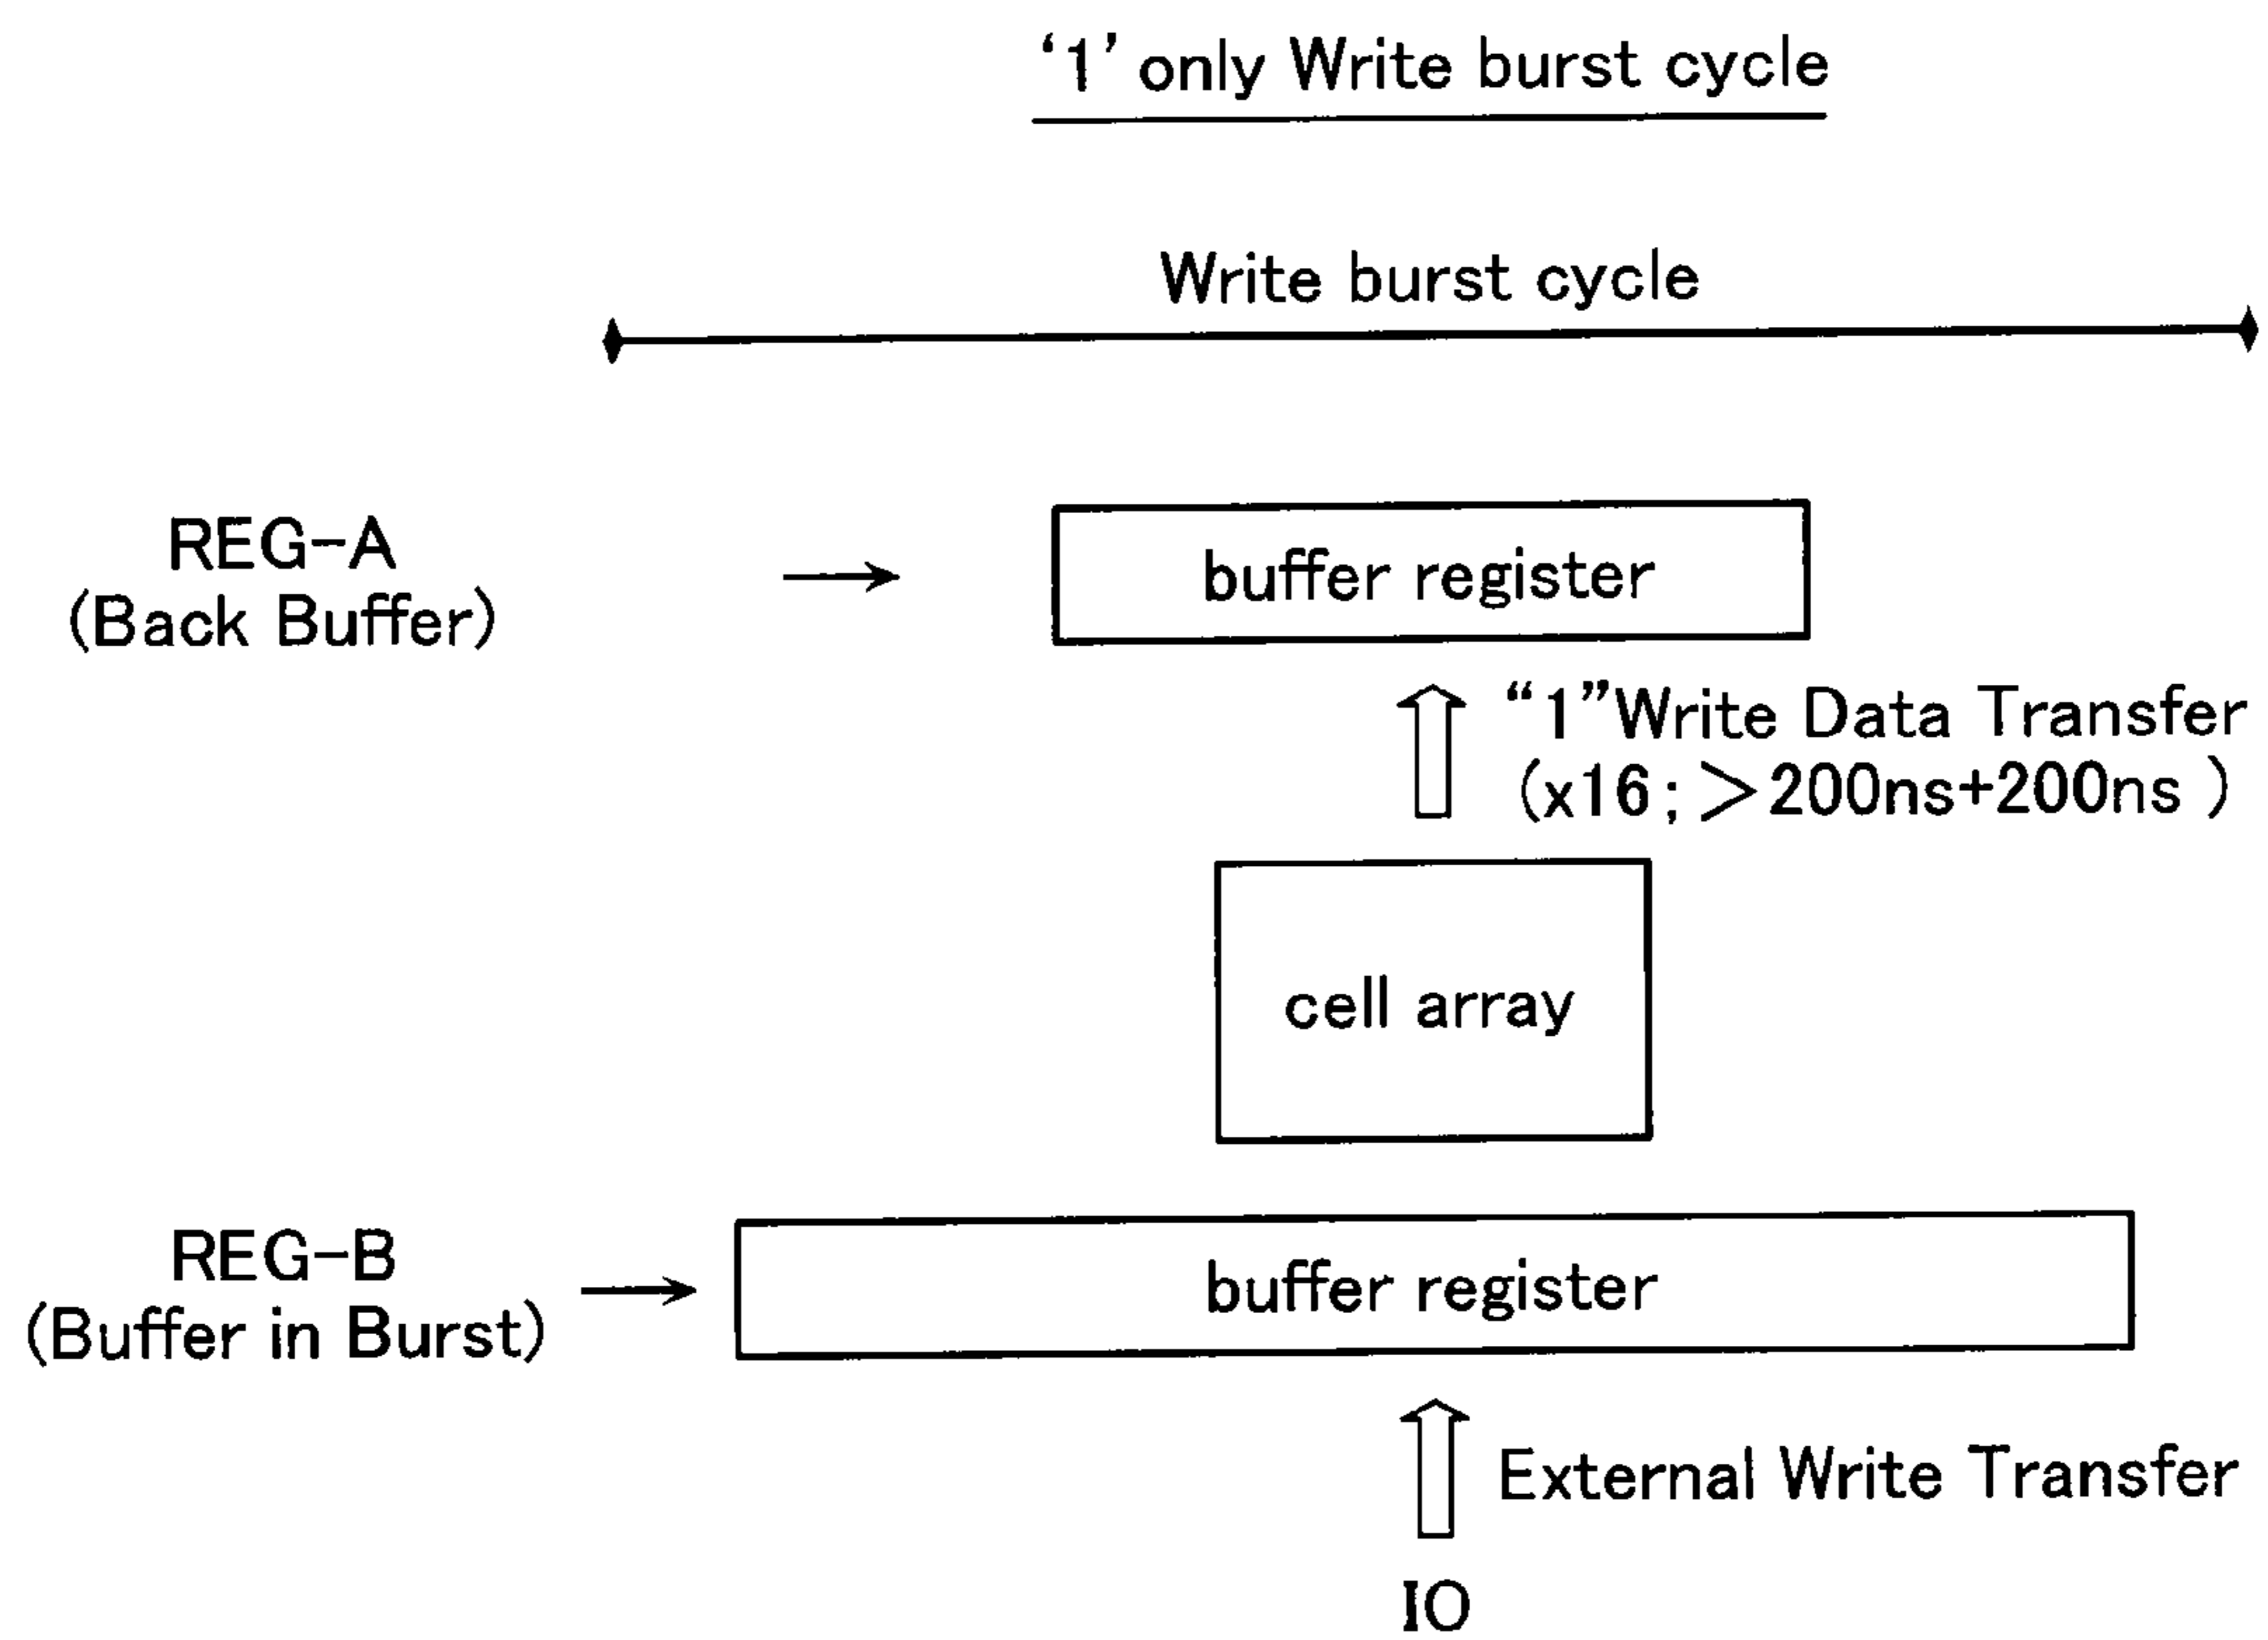 ‘1’ only Write burst cycle
Write burst cycle
REG-A
(Back Buffer)
buffer register
“1”Write Data Transfer
(x16;>200ns+200ns )
cell array
REG-B
(Buffer in Burst)
buffer register
External Write Transfer
IO